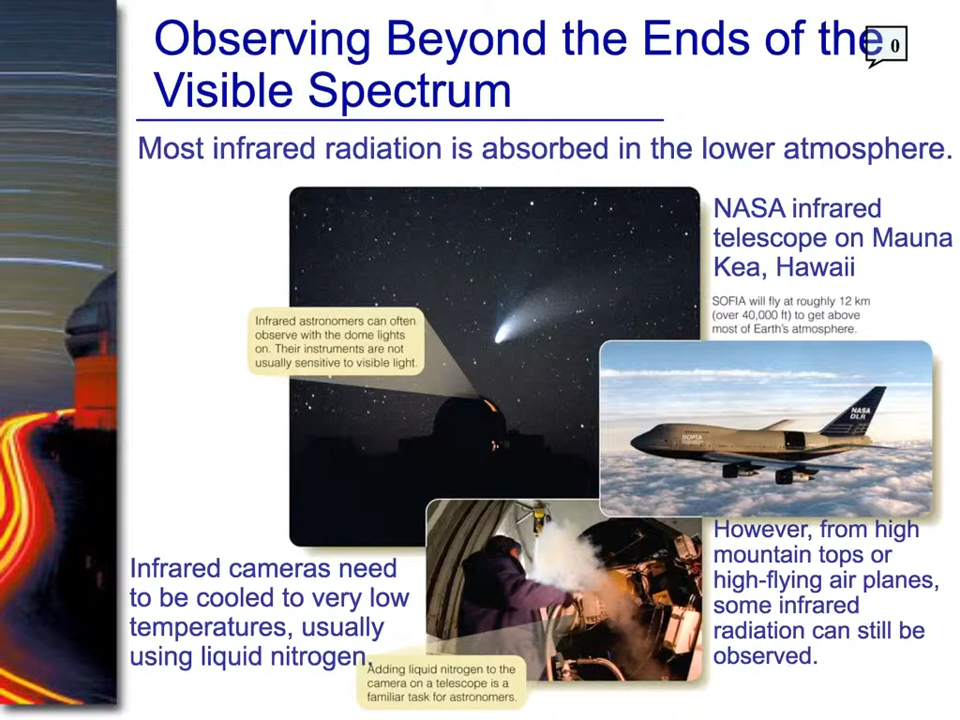 Observing Beyond the Ends of the
0
Visible Spectrum
Most infrared radiation is absorbed in the lower atmosphere.
NASA infrared
telescope on Mauna
Kea, Hawaii
SOFIA will fly at roughly 12 km
(over 40,000 ft) to get above
most of Earth's atmosphere.
Infrared astronomers can often
observe with the dome lights
on. Their instruments are not
usually sensitive to visible light.
NASA
DLR
SOFIA
However, from high
mountain tops or
high-flying air planes,
some infrared
radiation can still be
observed.
Infrared cameras need
to be cooled to very low
temperatures, usually
using liquid nitrogen.
Adding liquid nitrogen to the
camera on a telescope is a
familiar task for astronomers.